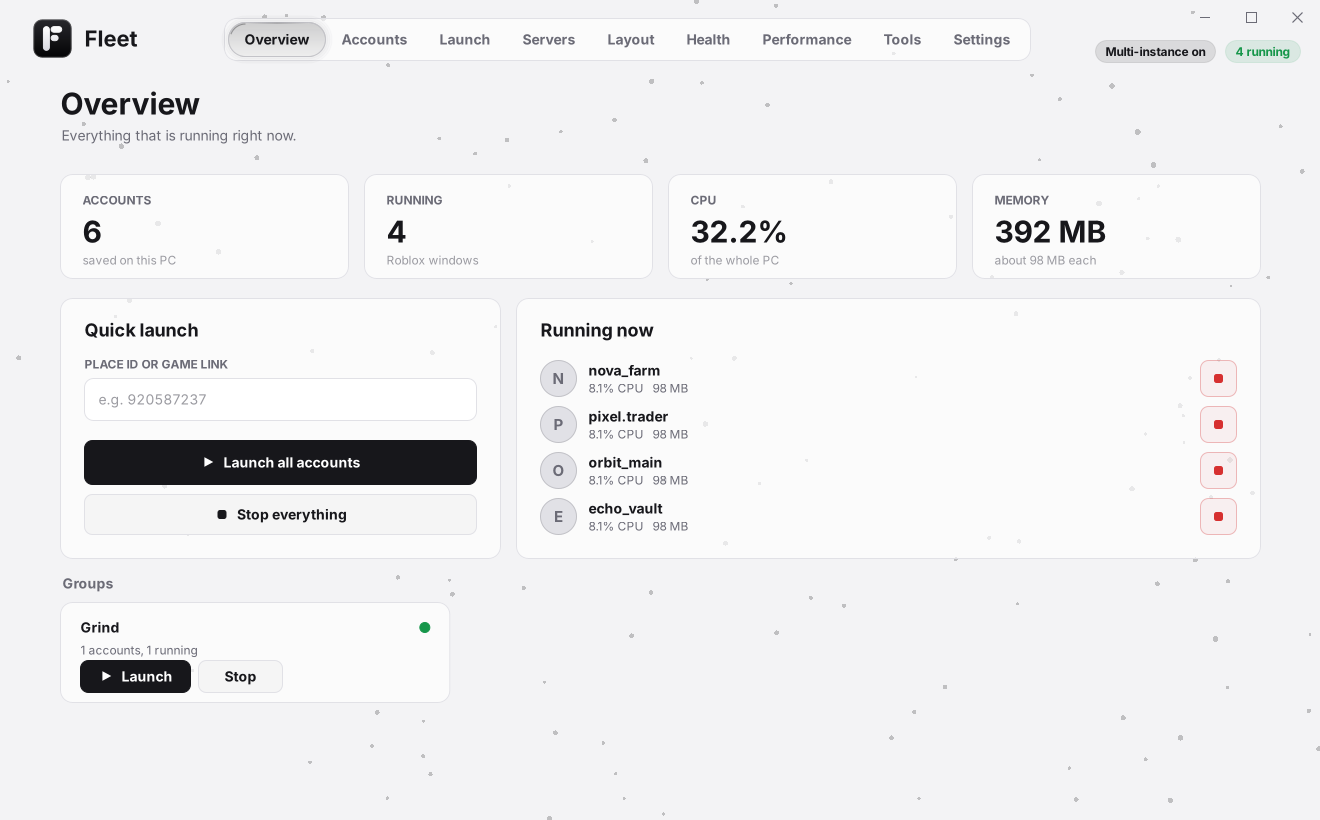 Fleet
Overview Accounts Launch Servers Layout Health Performance Tools Settings
Multi-instance on 4 running
Overview
Everything that is running right now.
ACCOUNTS
6
saved on this PC
RUNNING
4
Roblox windows
CPU
32.2%
of the whole PC
MEMORY
392 MB
about 98 MB each
Quick launch
PLACE ID OR GAME LINK
e.g. 920587237
Launch all accounts
Stop everything
Running now
N
nova_farm
8.1% CPU 98 MB
P
pixel.trader
8.1% CPU 98 MB
O
orbit_main
8.1% CPU 98 MB
E
echo_vault
8.1% CPU 98 MB
Groups
Grind
1 accounts, 1 running
Launch Stop